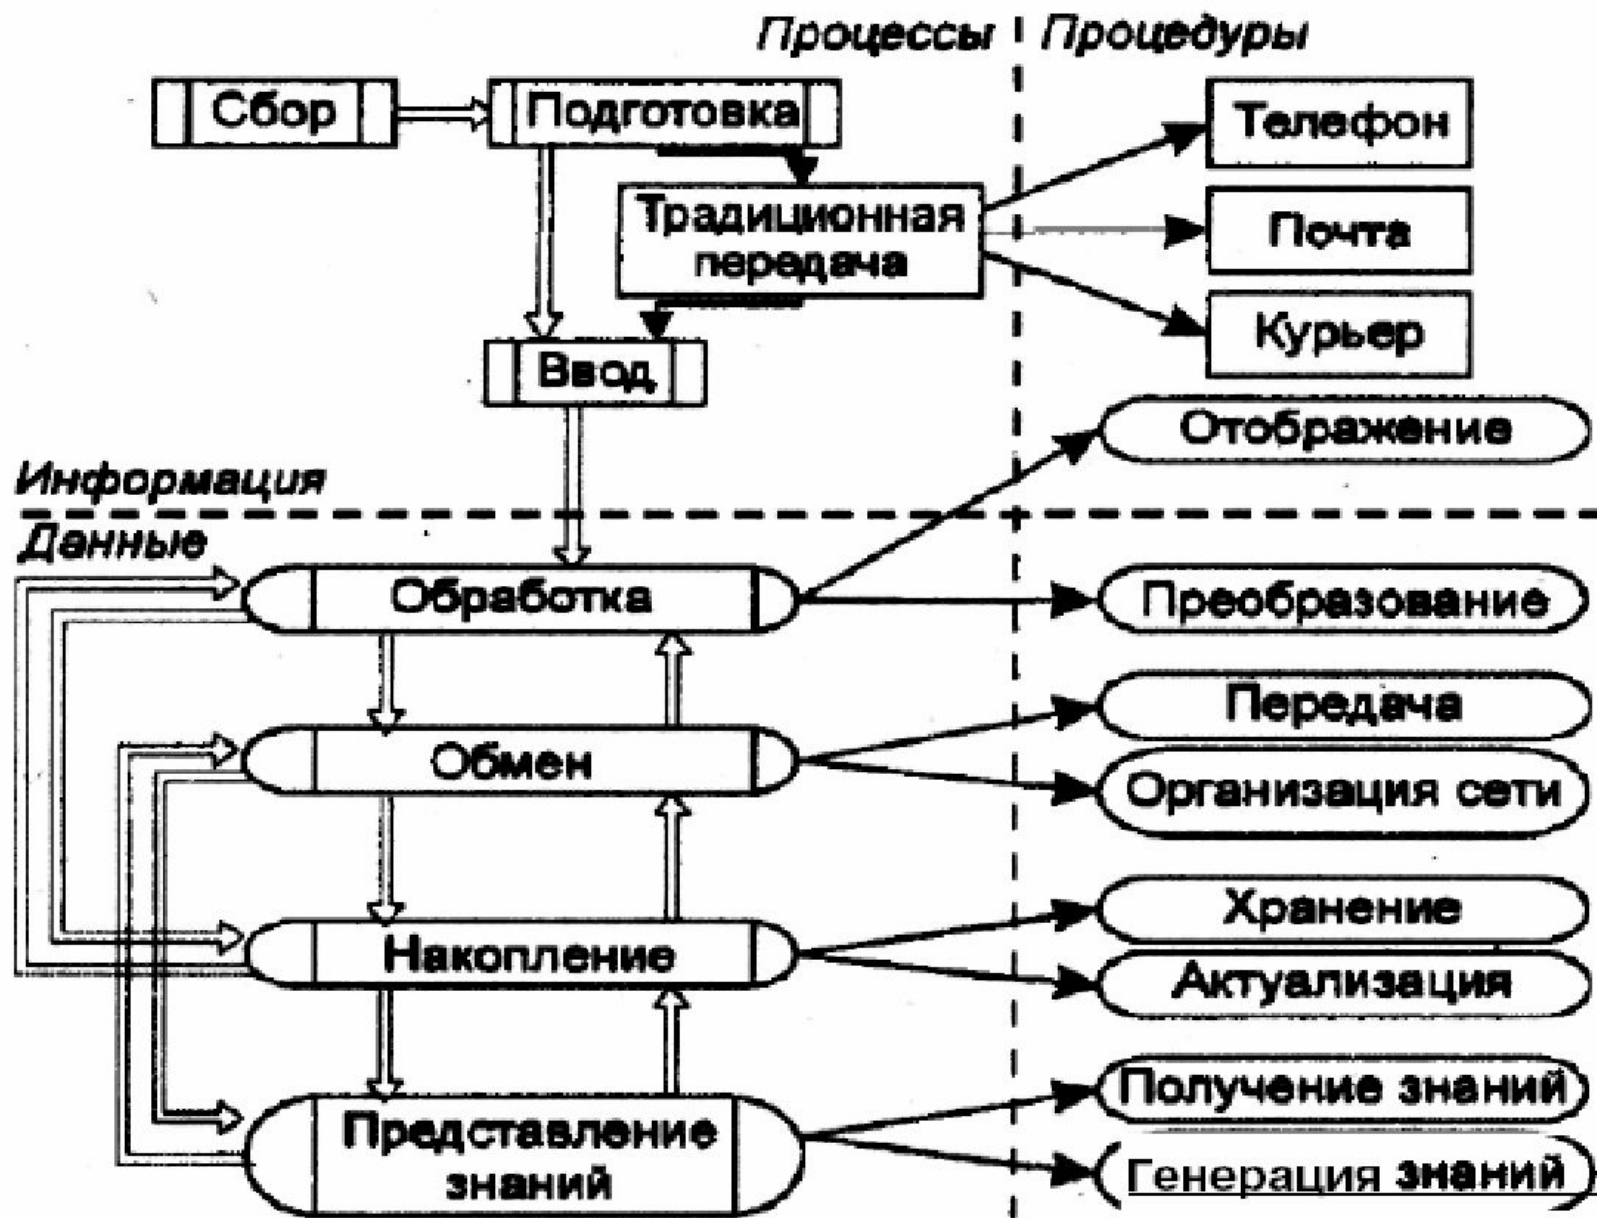 Процессы
Процедуры
Сбор
Подготовка
Телефон
Традиционная
передача
Почта
Курьер
Ввод
Отображение
Информация
Данные
Обработка
Преобразование
Передача
Обмен
Организация сети
Хранение
Накопление
Актуализация
Получение знаний
Представление
знаний
Генерация знаний